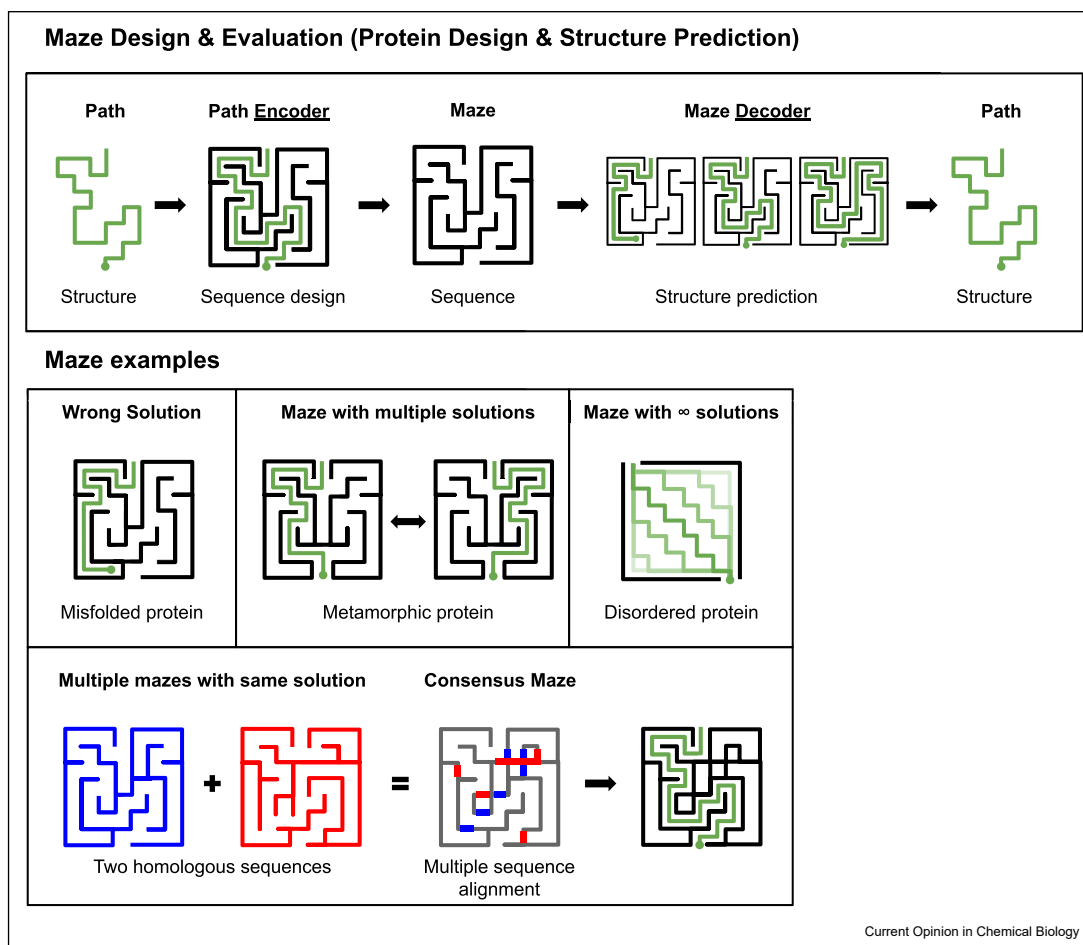 Maze Design & Evaluation (Protein Design & Structure Prediction)
Path
Path Encoder
Maze
Maze Decoder
Path
Structure
Sequence design
Sequence
Structure prediction
Structure
Maze examples
Wrong Solution
Maze with multiple solutions
Maze with ∞ solutions
Misfolded protein
Metamorphic protein
Disordered protein
Multiple mazes with same solution
Consensus Maze
+
=
Two homologous sequences
Multiple sequence
alignment
Current Opinion in Chemical Biology